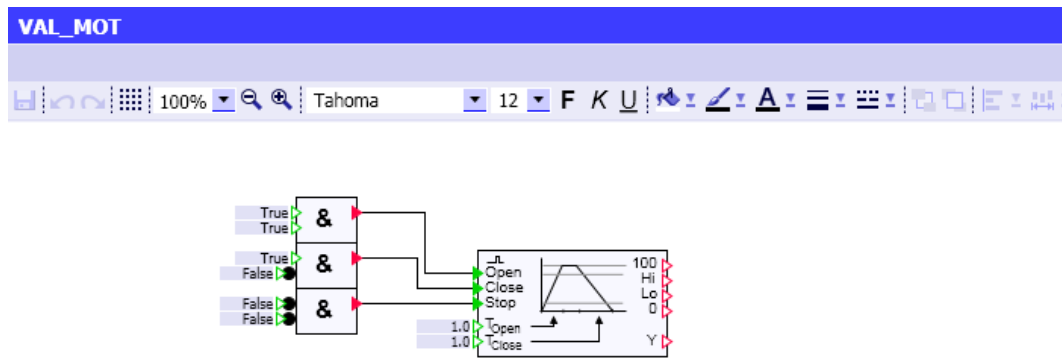 VAL_MOT
100% Tahoma 12 F K U A
True
True
&
True
False
&
False
False
&
Open
Close
Stop
1.0 TOpen
1.0 TClose
100
Hi
Lo
0
Y